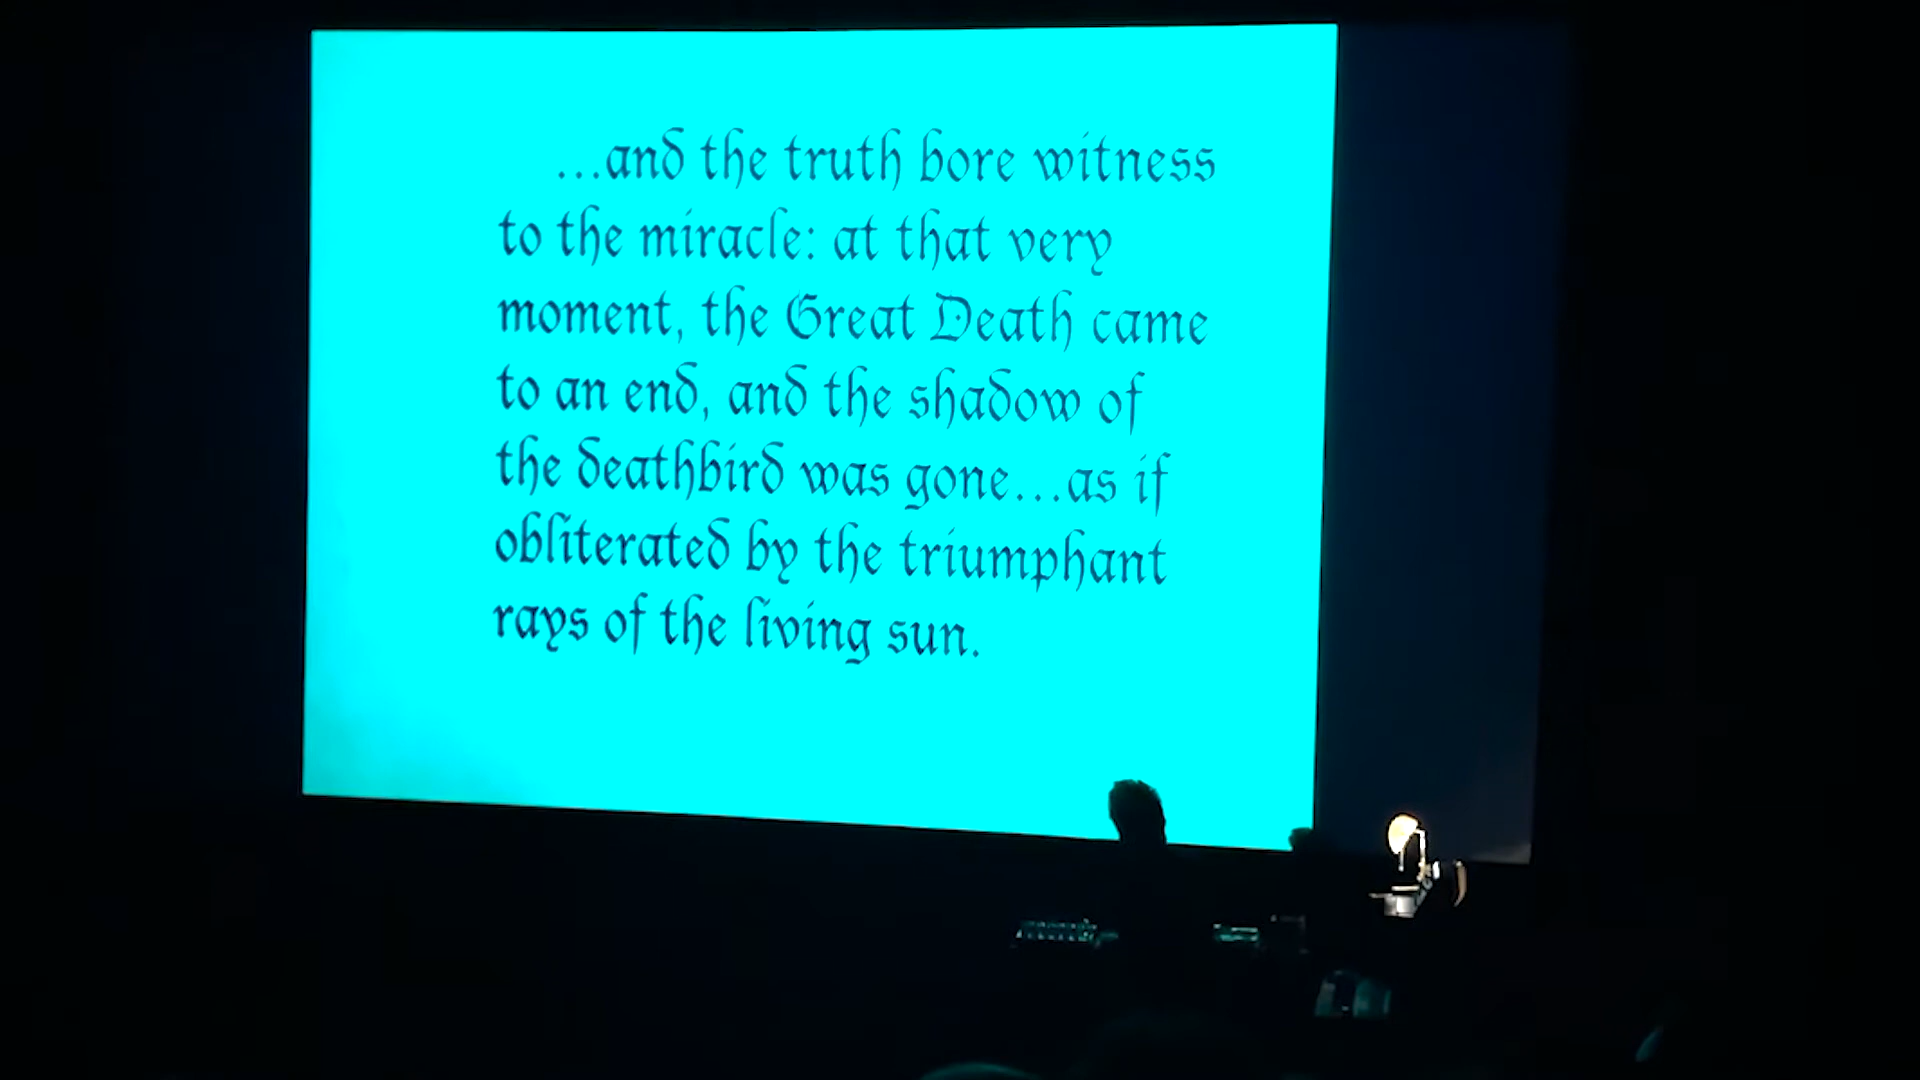 ...and the truth bore witness
to the miracle: at that very
moment, the Great Death came
to an end, and the shadow of
the deathbird was gone...as if
obliterated by the triumphant
rays of the living sun.